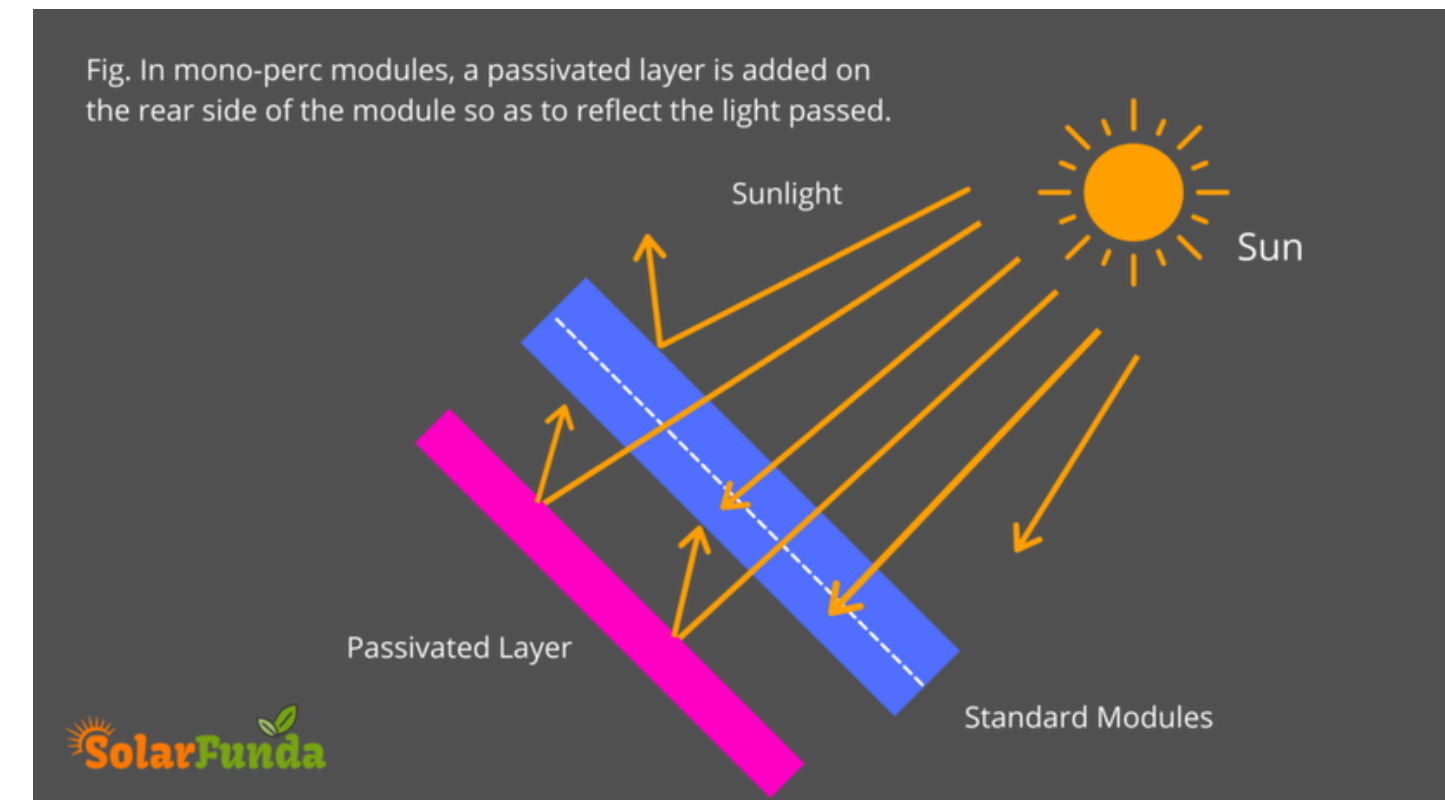 Fig. In mono-perc modules, a passivated layer is added on
the rear side of the module so as to reflect the light passed.
Sunlight
Sun
Passivated Layer
Standard Modules
SolarFunda